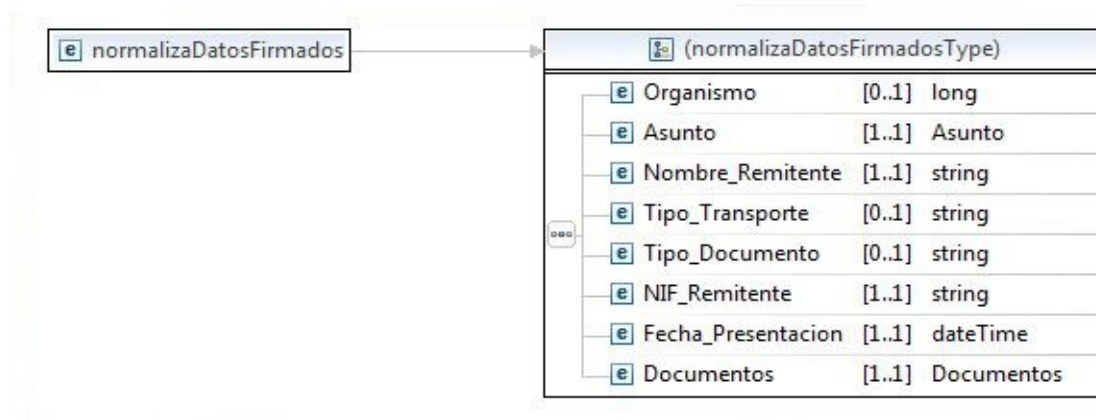 e normalizaDatosFirmados
(normalizaDatosFirmadosType)
e Organismo [0..1] long
e Asunto [1..1] Asunto
e Nombre_Remitente [1..1] string
e Tipo_Transporte [0..1] string
e Tipo_Documento [0..1] string
e NIF_Remitente [1..1] string
e Fecha_Presentacion [1..1] dateTime
e Documentos [1..1] Documentos